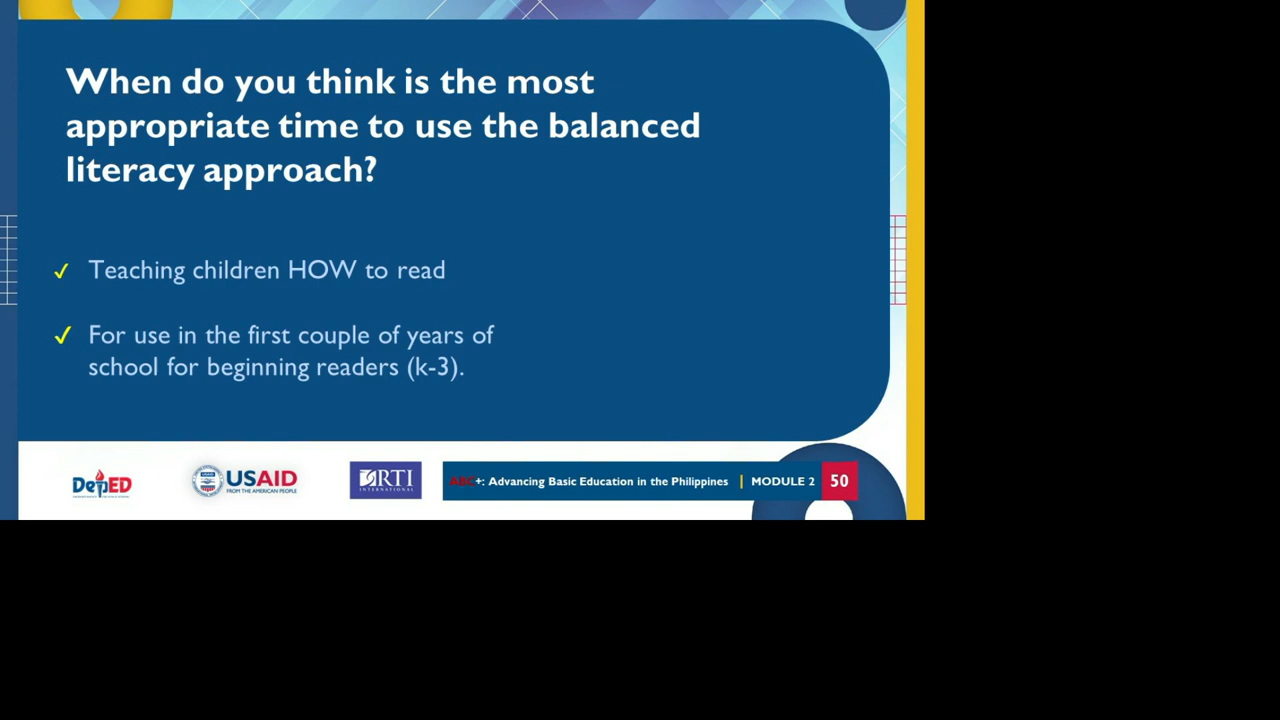 When do you think is the most
appropriate time to use the balanced
literacy approach?
✓ Teaching children HOW to read
✓ For use in the first couple of years of
school for beginning readers (k-3).
DepED
USAID
FROM THE AMERICAN PEOPLE
RTI
INTERNATIONAL
ABC+: Advancing Basic Education in the Philippines | MODULE 2 50